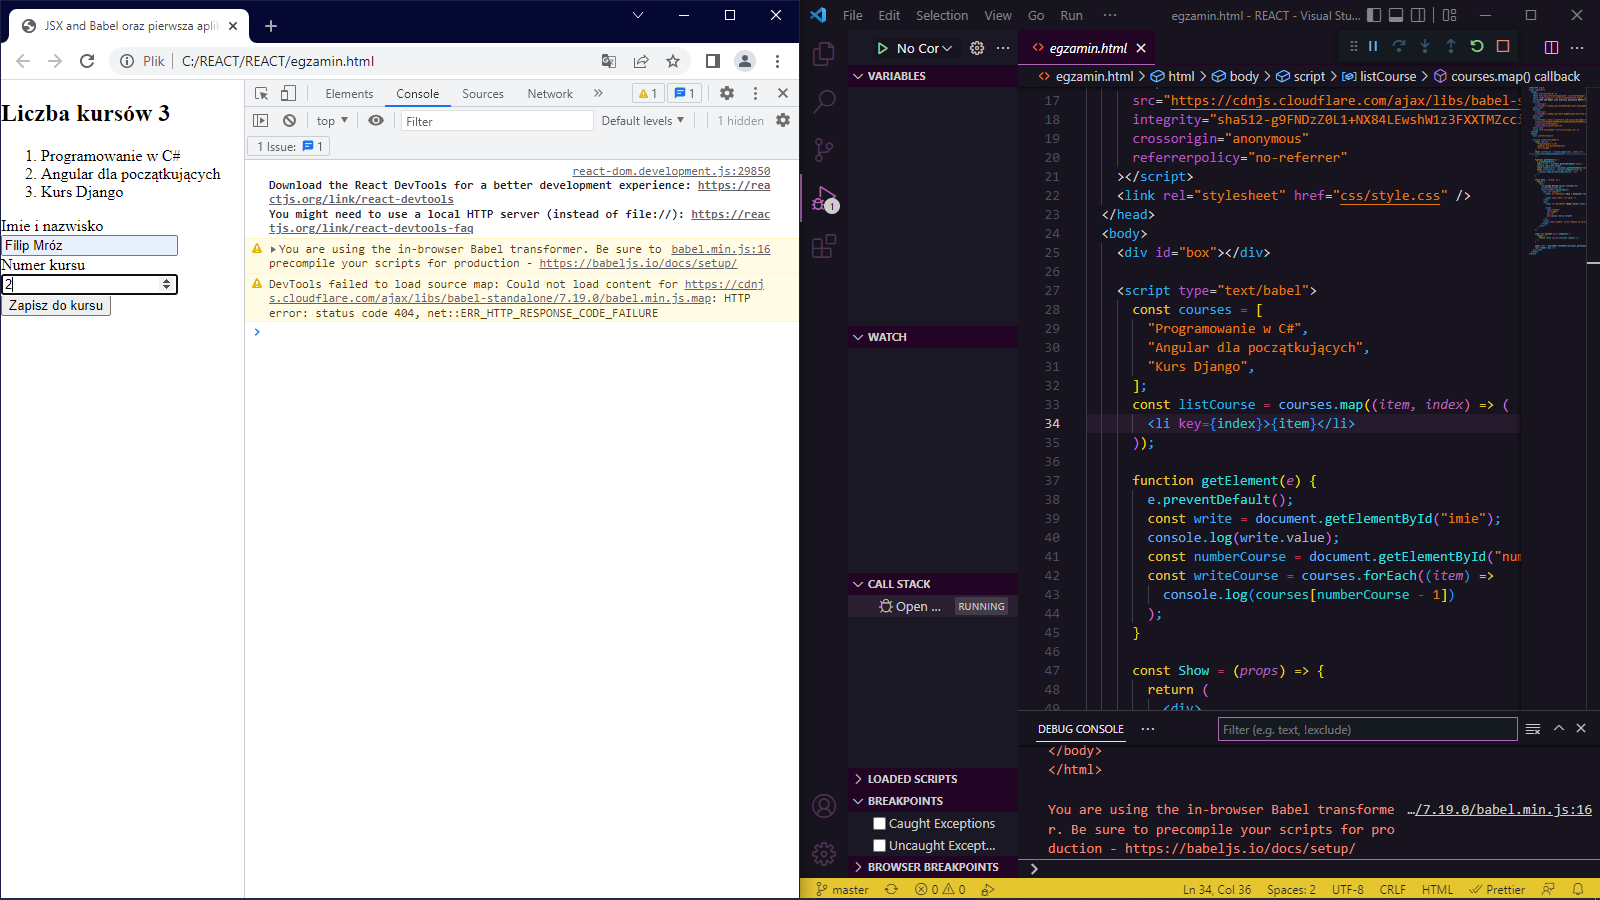 JSX and Babel oraz pierwsza aplik
Plik
C:/REACT/REACT/egzamin.html
Liczba kursów 3
1. Programowanie w C#
2. Angular dla początkujących
3. Kurs Django
Imie i nazwisko
Filip Mróz
Numer kursu
2
Zapisz do kursu
Elements Console Sources Network » 1 1
top Filter Default levels 1 hidden
1 Issue: 1
react-dom.development.js:29850
Download the React DevTools for a better development experience: https://rea
ctjs.org/link/react-devtools
You might need to use a local HTTP server (instead of file://): https://reac
tjs.org/link/react-devtools-faq
You are using the in-browser Babel transformer. Be sure to babel.min.js:16
precompile your scripts for production - https://babeljs.io/docs/setup/
DevTools failed to load source map: Could not load content for https://cdnj
s.cloudflare.com/ajax/libs/babel-standalone/7.19.0/babel.min.js.map: HTTP
error: status code 404, net::ERR_HTTP_RESPONSE_CODE_FAILURE
File Edit Selection View Go Run ··· egzamin.html - REACT - Visual Stu...
No Cor
egzamin.html
VARIABLES
WATCH
CALL STACK
Open ... RUNNING
LOADED SCRIPTS
BREAKPOINTS
Caught Exceptions
Uncaught Except...
BROWSER BREAKPOINTS
1
egzamin.html > html > body > script > listCourse > courses.map() callback
17 src="https://cdnjs.cloudflare.com/ajax/libs/babel-s
18 integrity="sha512-g9FNDzZ0L1+NX84LEwshW1z3FXXTMZcci
19 crossorigin="anonymous"
20 referrerpolicy="no-referrer"
21 ></script>
22 <link rel="stylesheet" href="css/style.css" />
23 </head>
24 <body>
25 <div id="box"></div>
26
27 <script type="text/babel">
28 const courses = [
29 "Programowanie w C#",
30 "Angular dla początkujących",
31 "Kurs Django",
32 ];
33 const listCourse = courses.map((item, index) => (
34 <li key={index}>{item}</li>
35 ));
36
37 function getElement(e) {
38 e.preventDefault();
39 const write = document.getElementById("imie");
40 console.log(write.value);
41 const numberCourse = document.getElementById("num
42 const writeCourse = courses.forEach((item) =>
43 console.log(courses[numberCourse - 1])
44 );
45 }
46
47 const Show = (props) => {
48 return (
49 <div>
DEBUG CONSOLE ··· Filter (e.g. text, !exclude)
</body>
</html>
You are using the in-browser Babel transforme …/7.19.0/babel.min.js:16
r. Be sure to precompile your scripts for pro
duction - https://babeljs.io/docs/setup/
master 0 0 Ln 34, Col 36 Spaces: 2 UTF-8 CRLF HTML Prettier